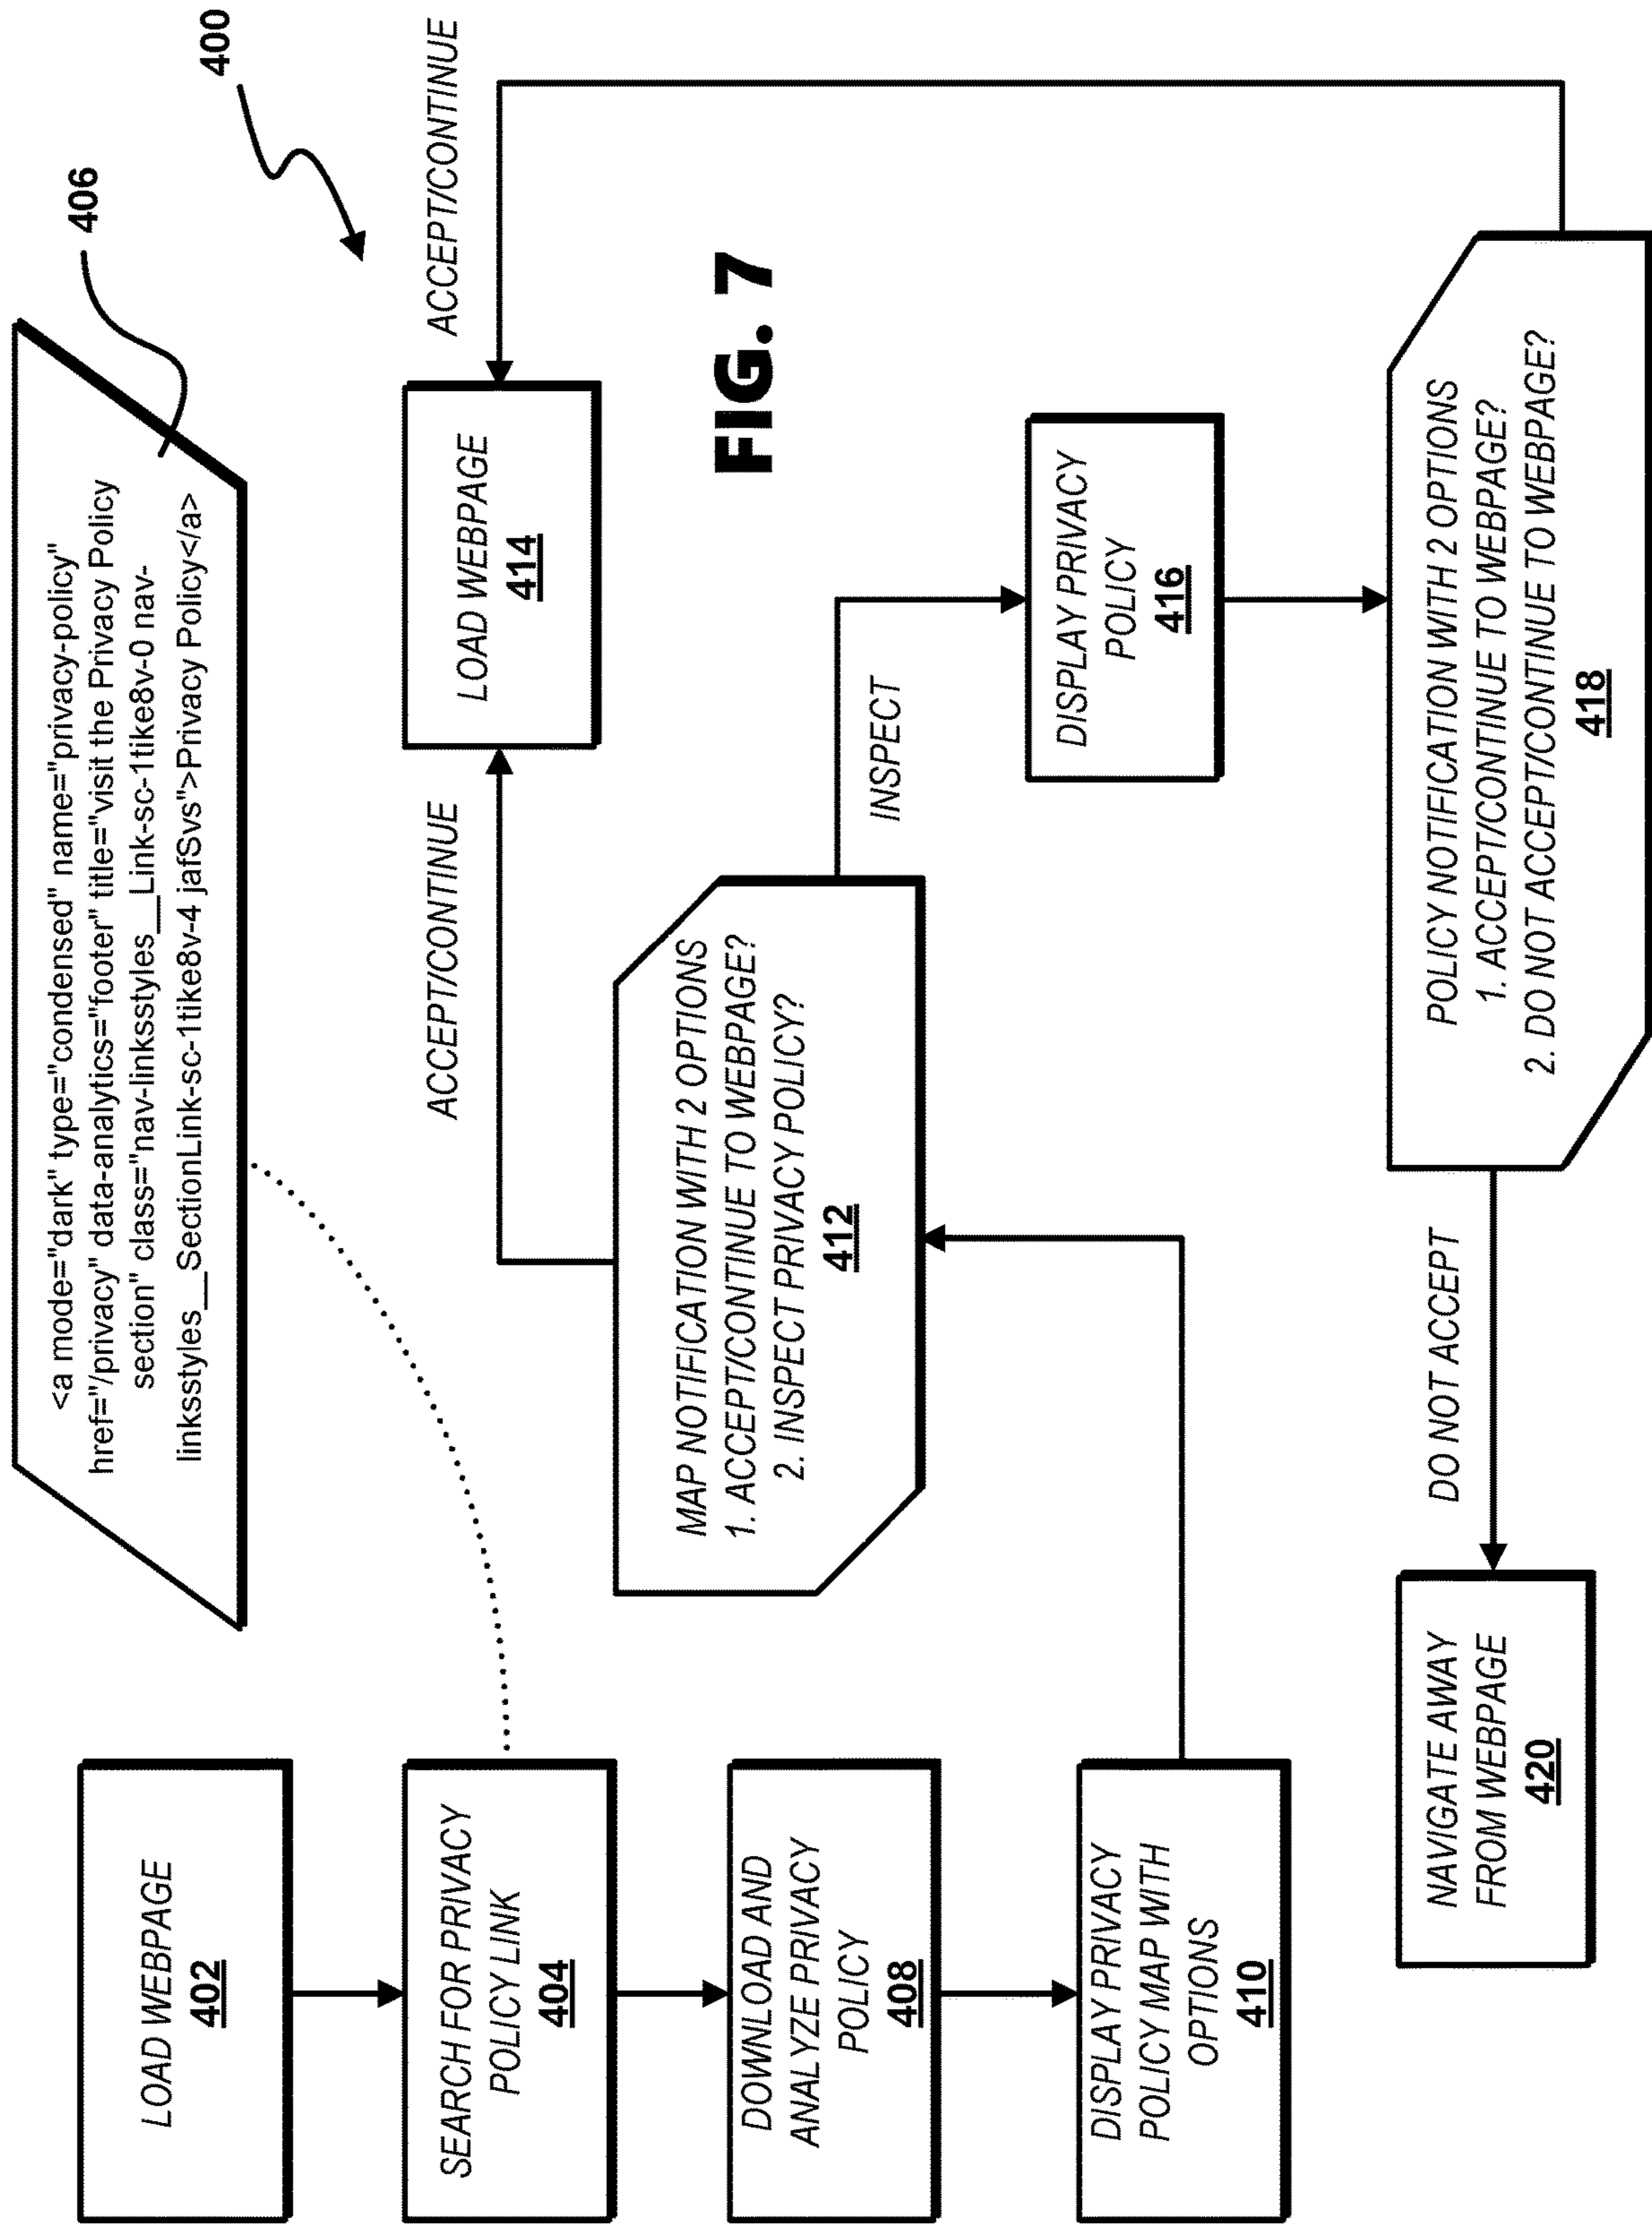 <a mode="dark" type="condensed" name="privacy-policy"
href="/privacy" data-analytics="footer" title="visit the Privacy Policy
section" class="nav-linksstyles__Link-sc-1tike8v-0 nav-
linksstyles__SectionLink-sc-1tike8v-4 jafSvs">Privacy Policy</a>
406
400
LOAD WEBPAGE
402
SEARCH FOR PRIVACY
POLICY LINK
404
DOWNLOAD AND
ANALYZE PRIVACY
POLICY
408
DISPLAY PRIVACY
POLICY MAP WITH
OPTIONS
410
MAP NOTIFICATION WITH 2 OPTIONS
1. ACCEPT/CONTINUE TO WEBPAGE?
2. INSPECT PRIVACY POLICY?
412
ACCEPT/CONTINUE
LOAD WEBPAGE
414
ACCEPT/CONTINUE
INSPECT
DISPLAY PRIVACY
POLICY
416
POLICY NOTIFICATION WITH 2 OPTIONS
1. ACCEPT/CONTINUE TO WEBPAGE?
2. DO NOT ACCEPT/CONTINUE TO WEBPAGE?
418
DO NOT ACCEPT
NAVIGATE AWAY
FROM WEBPAGE
420
FIG. 7